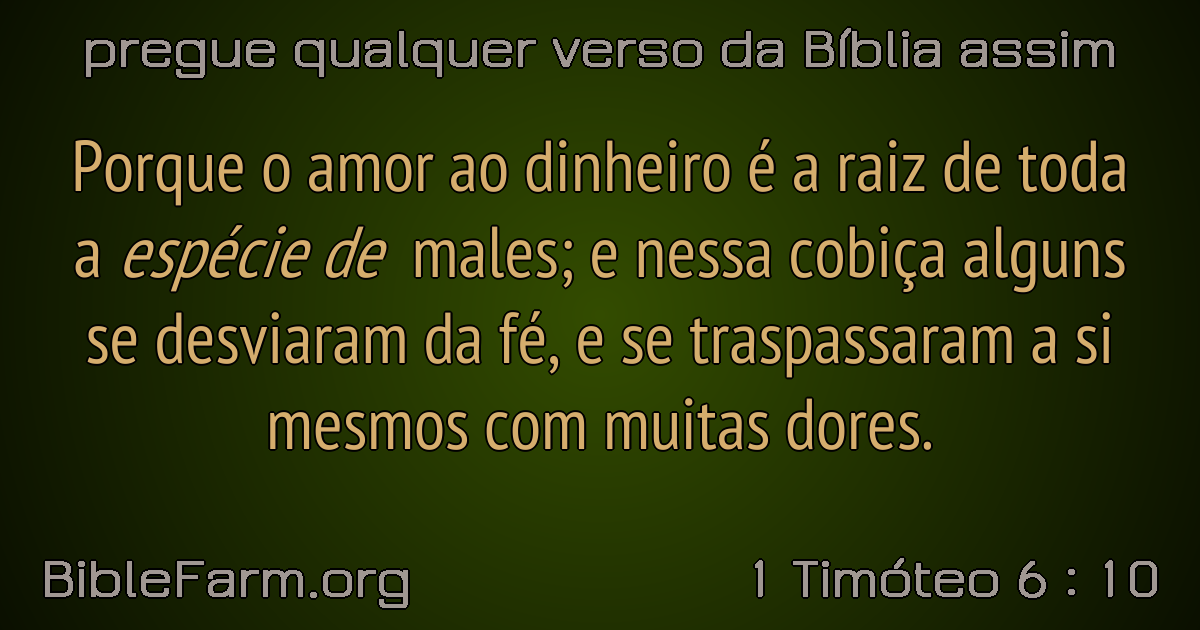 pregue qualquer verso da Bíblia assim
Porque o amor ao dinheiro é a raiz de toda
a espécie de males; e nessa cobiça alguns
se desviaram da fé, e se traspassaram a si
mesmos com muitas dores.
BibleFarm.org
1 Timóteo 6 : 10